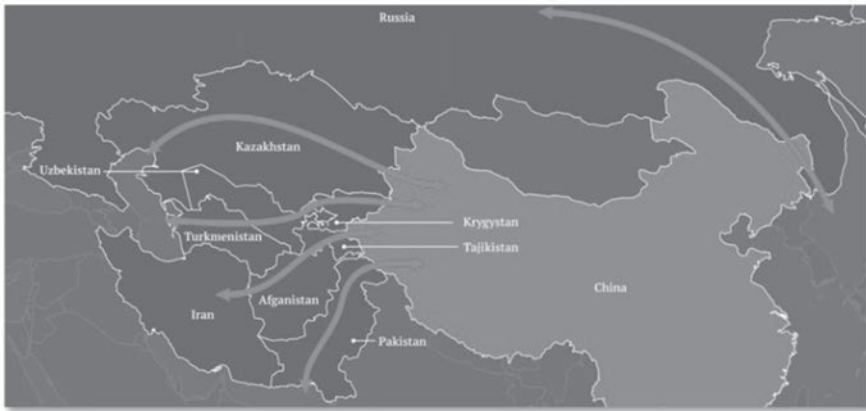 Russia
Kazakhstan
Uzbekistan
Krygystan
Turkmenistan
Tajikistan
China
Afganistan
Iran
Pakistan